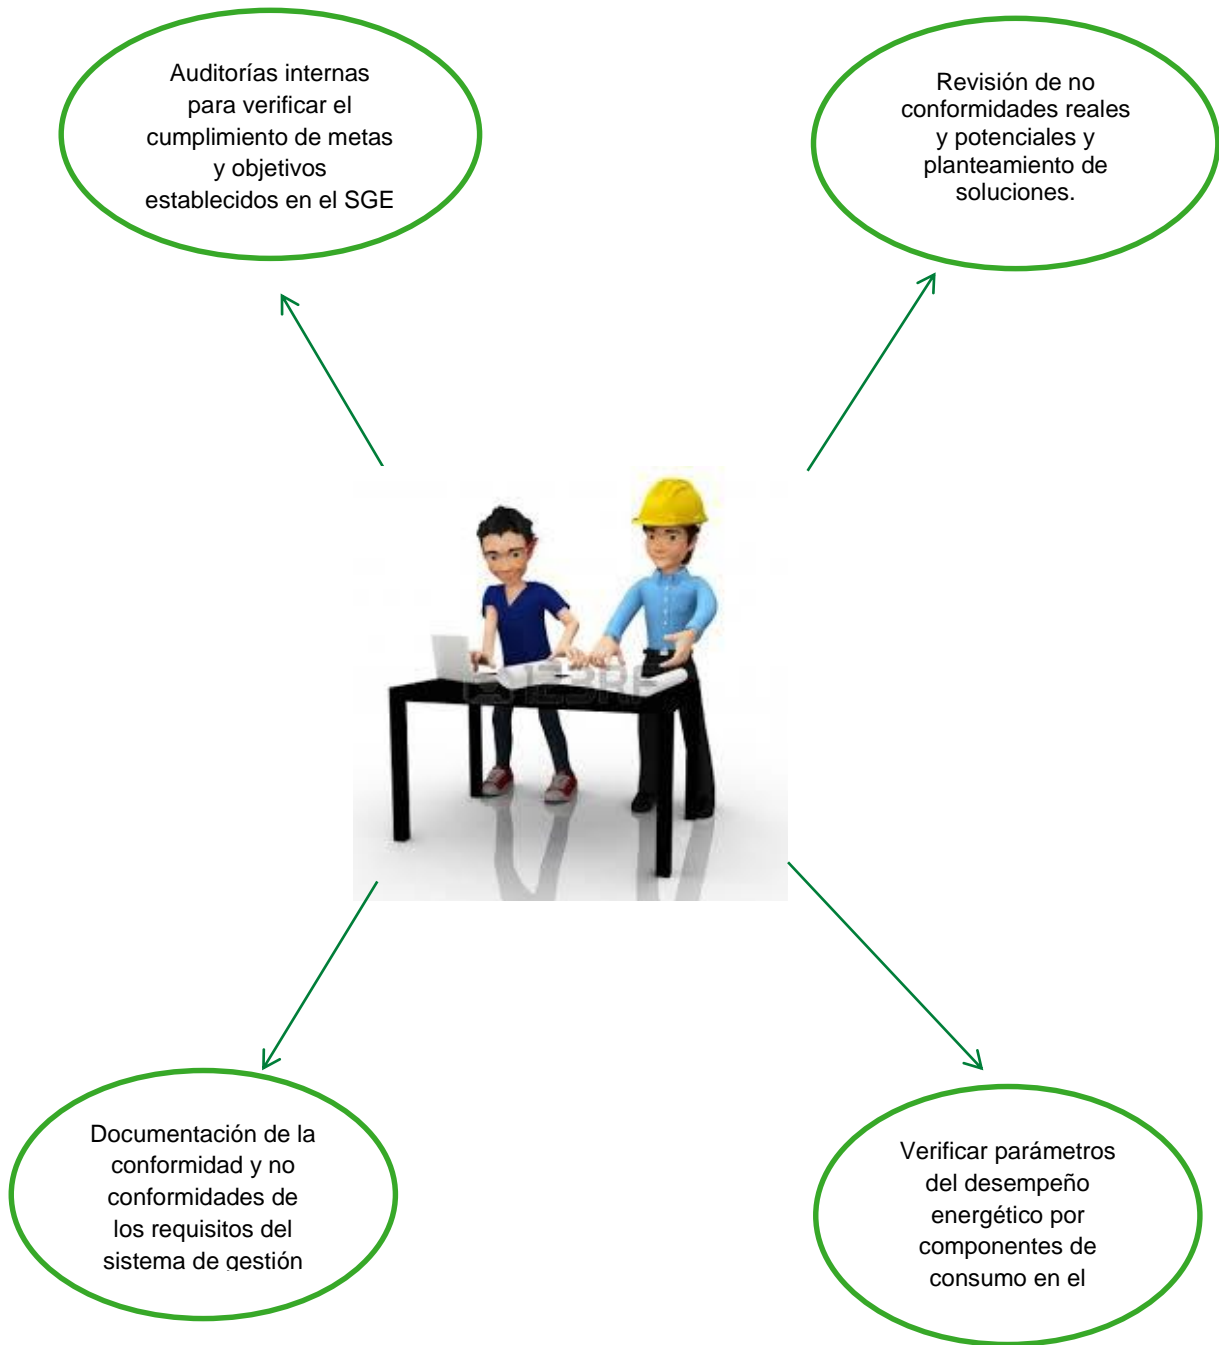 Auditorías internas
para verificar el
cumplimiento de metas
y objetivos
establecidos en el SGE
Revisión de no
conformidades reales
y potenciales y
planteamiento de
soluciones.
123RF
Documentación de la
conformidad y no
conformidades de
los requisitos del
sistema de gestión
Verificar parámetros
del desempeño
energético por
componentes de
consumo en el